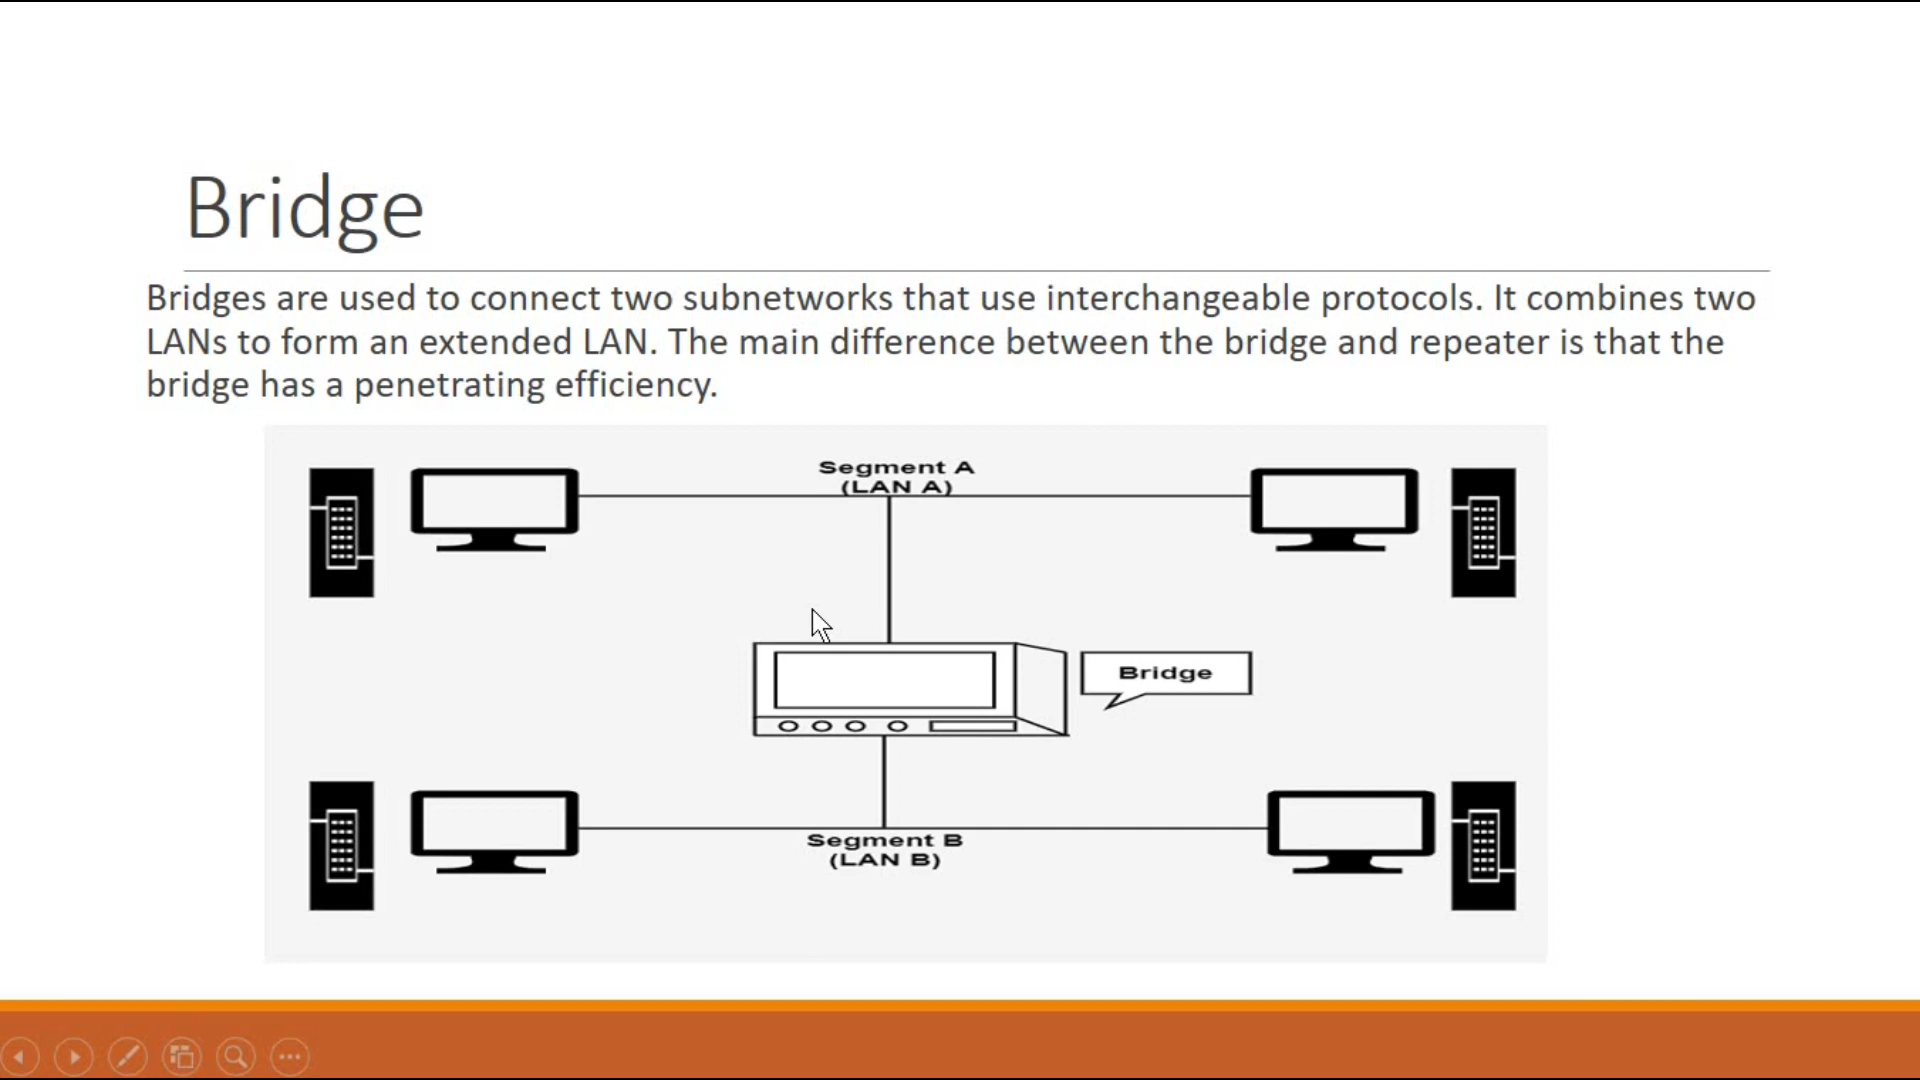 Bridge
Bridges are used to connect two subnetworks that use interchangeable protocols. It combines two
LANs to form an extended LAN. The main difference between the bridge and repeater is that the
bridge has a penetrating efficiency.
Segment A
(LAN A)
Bridge
Segment B
(LAN B)